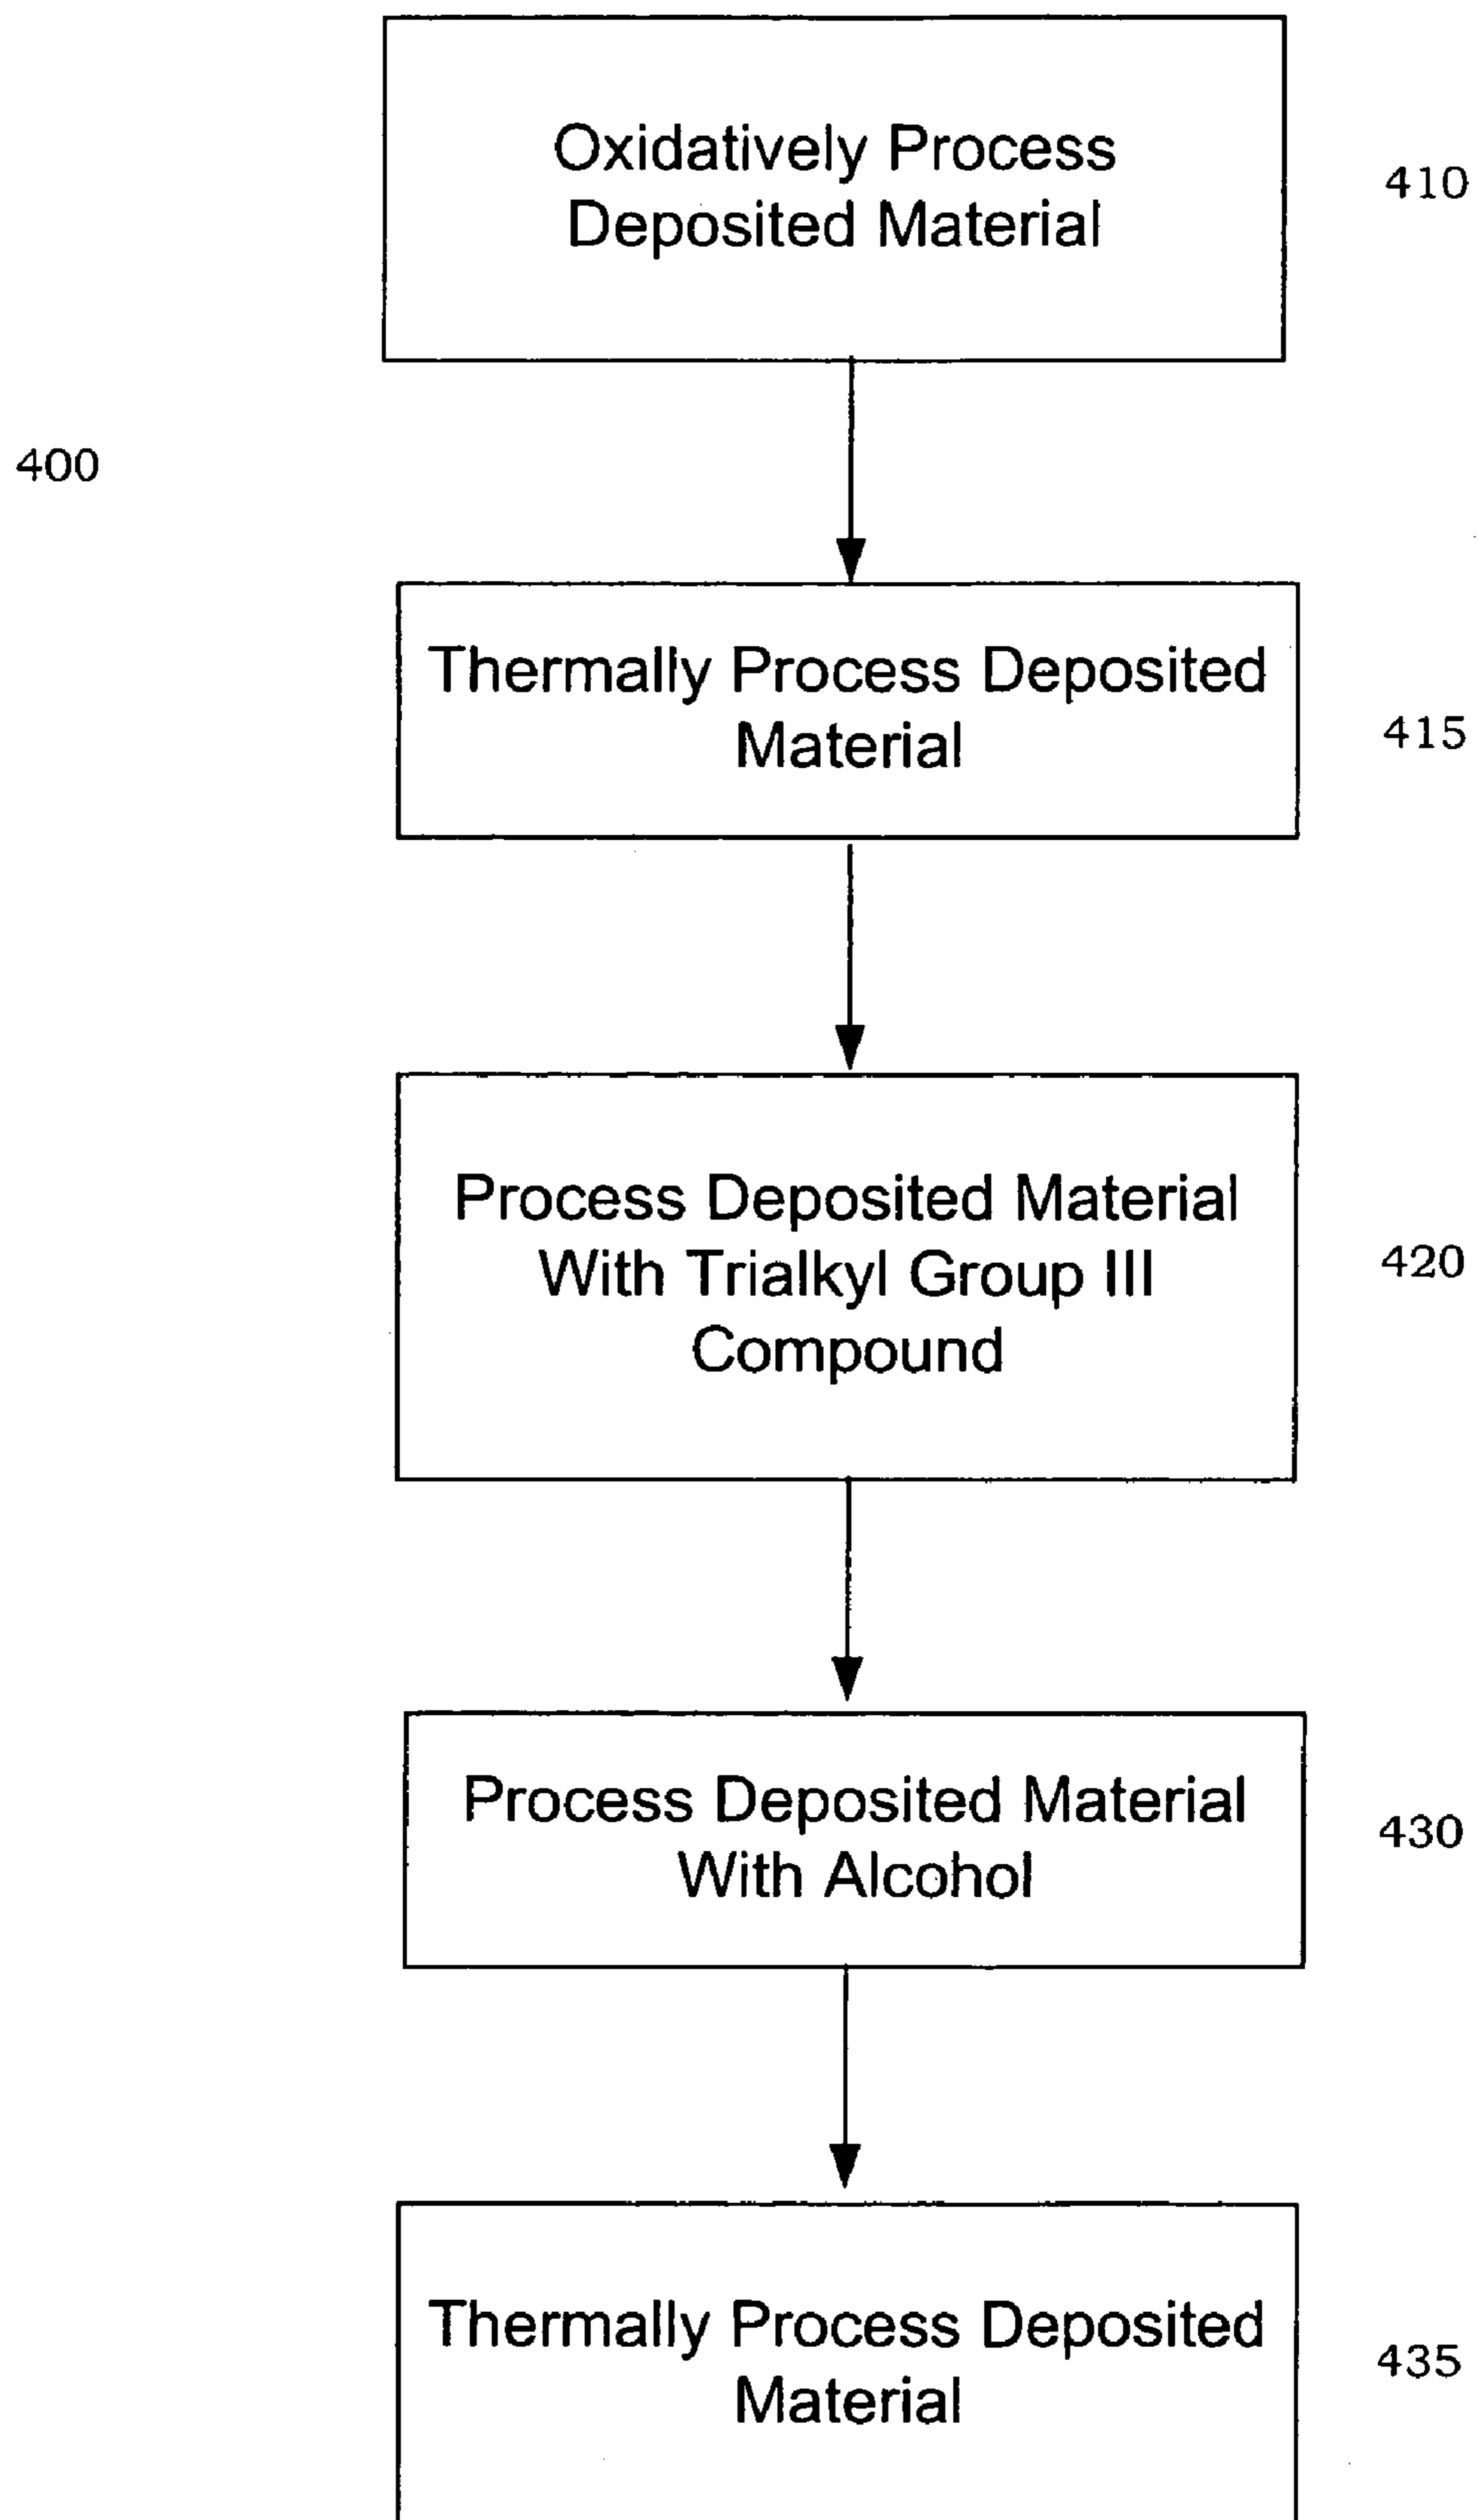 Oxidatively Process
Deposited Material
410
400
Thermally Process Deposited
Material
415
Process Deposited Material
With Trialkyl Group III
Compound
420
Process Deposited Material
With Alcohol
430
Thermally Process Deposited
Material
435